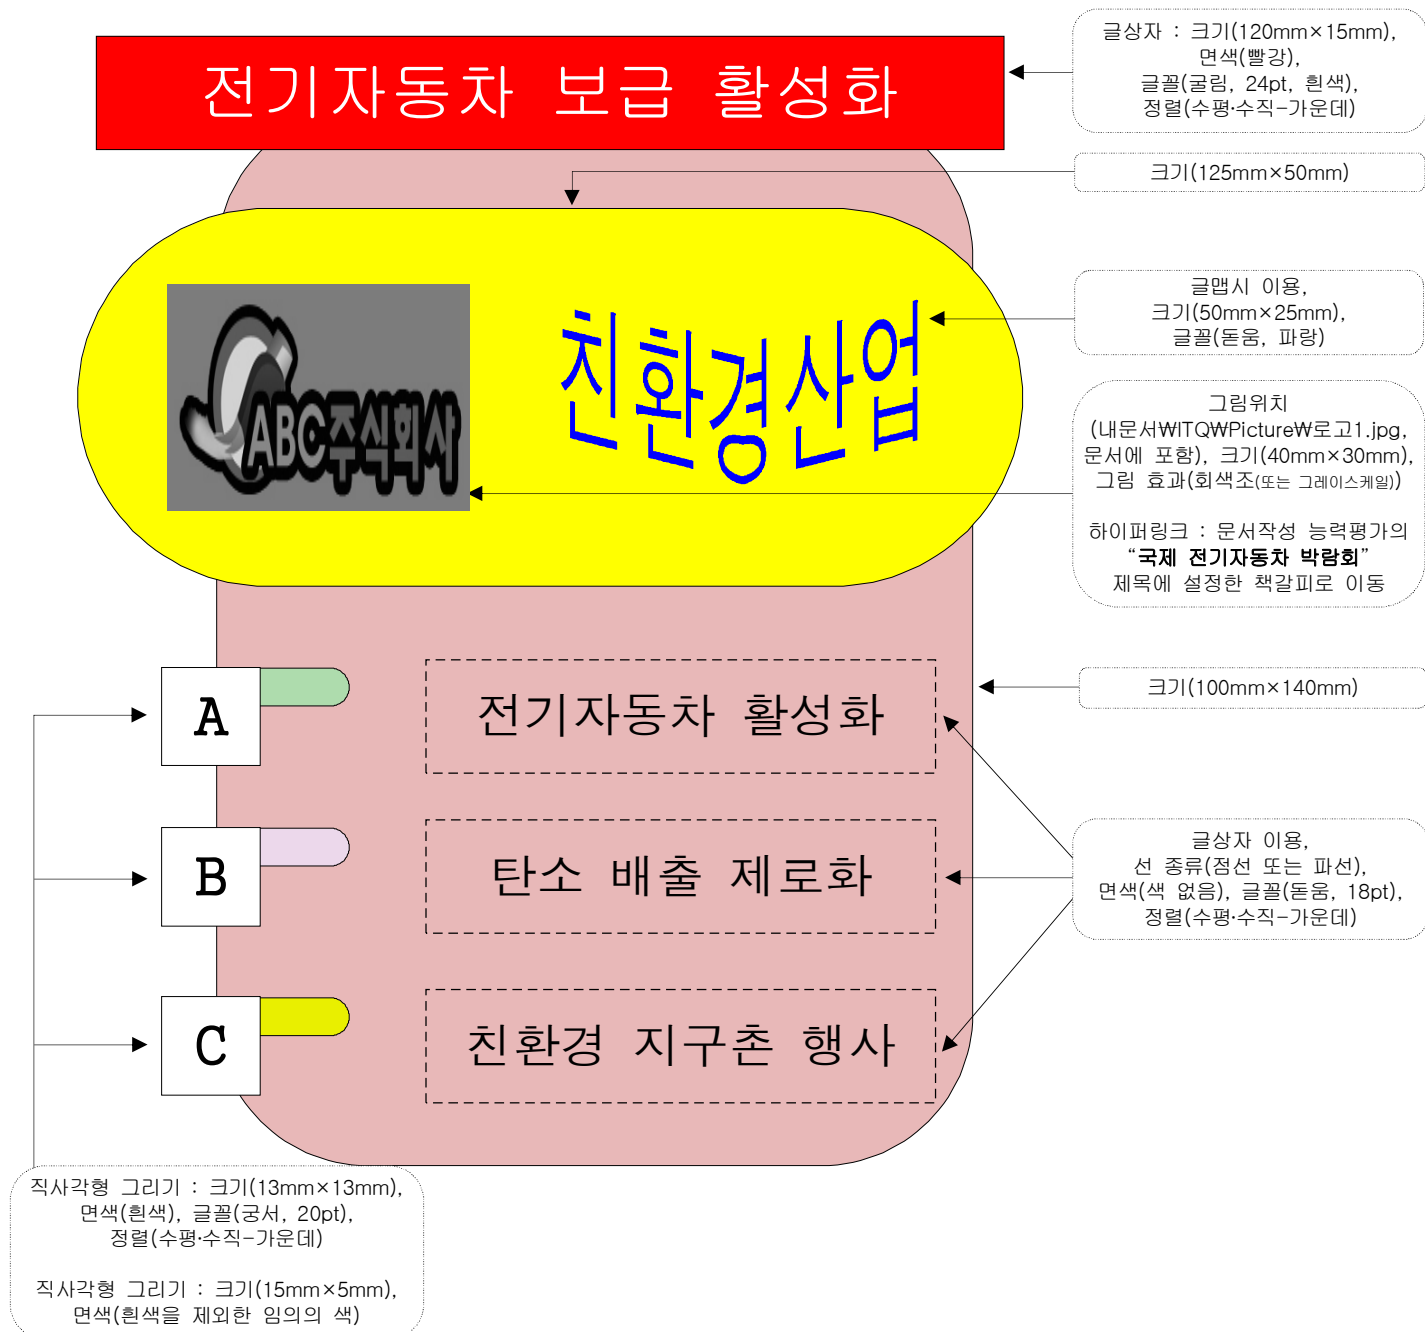 전기자동차 보급 활성화
글상자 : 크기(120mm×15mm),
면색(빨강),
글꼴(굴림, 24pt, 흰색),
정렬(수평·수직-가운데)
크기(125mm×50mm)
친환경산업
글맵시 이용,
크기(50mm×25mm),
글꼴(돋움, 파랑)
ABC주식회사
그림위치
(내문서₩ITQ₩Picture₩로고1.jpg,
문서에 포함), 크기(40mm×30mm),
그림 효과(회색조(또는 그레이스케일))
하이퍼링크 : 문서작성 능력평가의
“국제 전기자동차 박람회”
제목에 설정한 책갈피로 이동
A
전기자동차 활성화
크기(100mm×140mm)
B
탄소 배출 제로화
글상자 이용,
선 종류(점선 또는 파선),
면색(색 없음), 글꼴(돋움, 18pt),
정렬(수평·수직-가운데)
C
친환경 지구촌 행사
직사각형 그리기 : 크기(13mm×13mm),
면색(흰색), 글꼴(궁서, 20pt),
정렬(수평·수직-가운데)
직사각형 그리기 : 크기(15mm×5mm),
면색(흰색을 제외한 임의의 색)